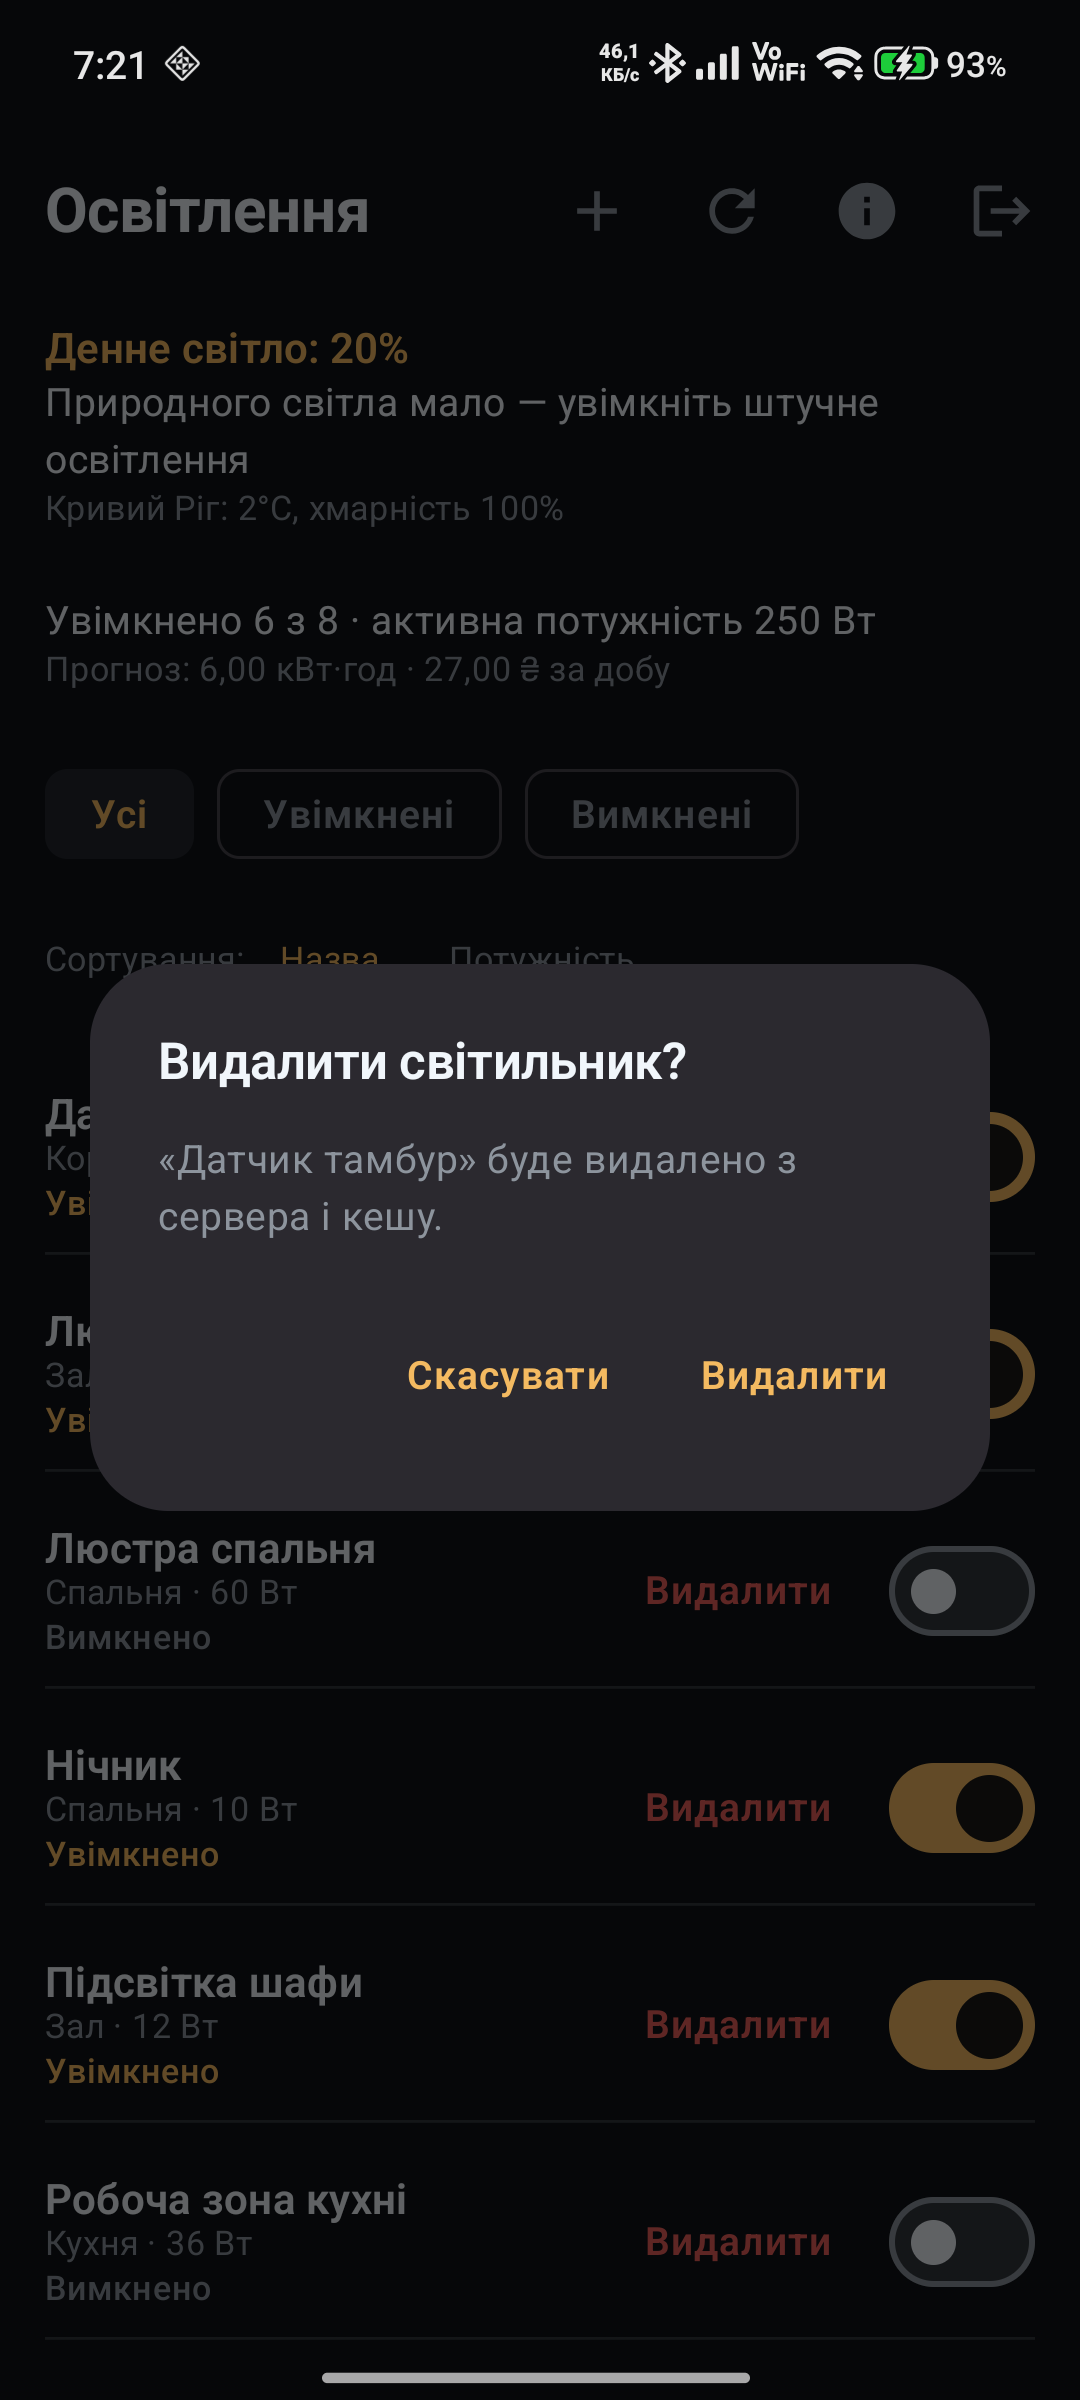 7:21
46,1
КБ/с
Vo
WiFi
93%
Освітлення
Денне світло: 20%
Природного світла мало — увімкніть штучне
освітлення
Кривий Ріг: 2°C, хмарність 100%
Увімкнено 6 з 8 · активна потужність 250 Вт
Прогноз: 6,00 кВт·год · 27,00 ₴ за добу
Усі
Увімкнені
Вимкнені
Сортування:
Назва
Потужність
Видалити світильник?
«Датчик тамбур» буде видалено з
сервера і кешу.
Скасувати
Видалити
Люстра спальня
Спальня · 60 Вт
Вимкнено
Видалити
Нічник
Спальня · 10 Вт
Увімкнено
Видалити
Підсвітка шафи
Зал · 12 Вт
Увімкнено
Видалити
Робоча зона кухні
Кухня · 36 Вт
Вимкнено
Видалити